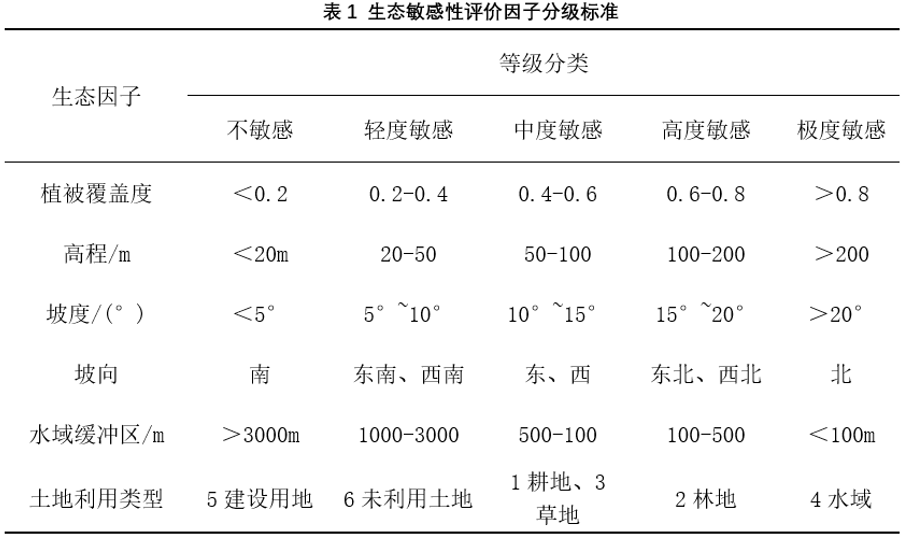 表 1 生态敏感性评价因子分级标准
生态因子 等级分类
不敏感 轻度敏感 中度敏感 高度敏感 极度敏感
植被覆盖度 ＜0.2 0.2-0.4 0.4-0.6 0.6-0.8 ＞0.8
高程/m ＜20m 20-50 50-100 100-200 ＞200
坡度/(°) ＜5° 5°~10° 10°~15° 15°~20° ＞20°
坡向 南 东南、西南 东、西 东北、西北 北
水域缓冲区/m ＞3000m 1000-3000 500-100 100-500 ＜100m
土地利用类型 5 建设用地 6 未利用土地 1 耕地、3 草地 2 林地 4 水域